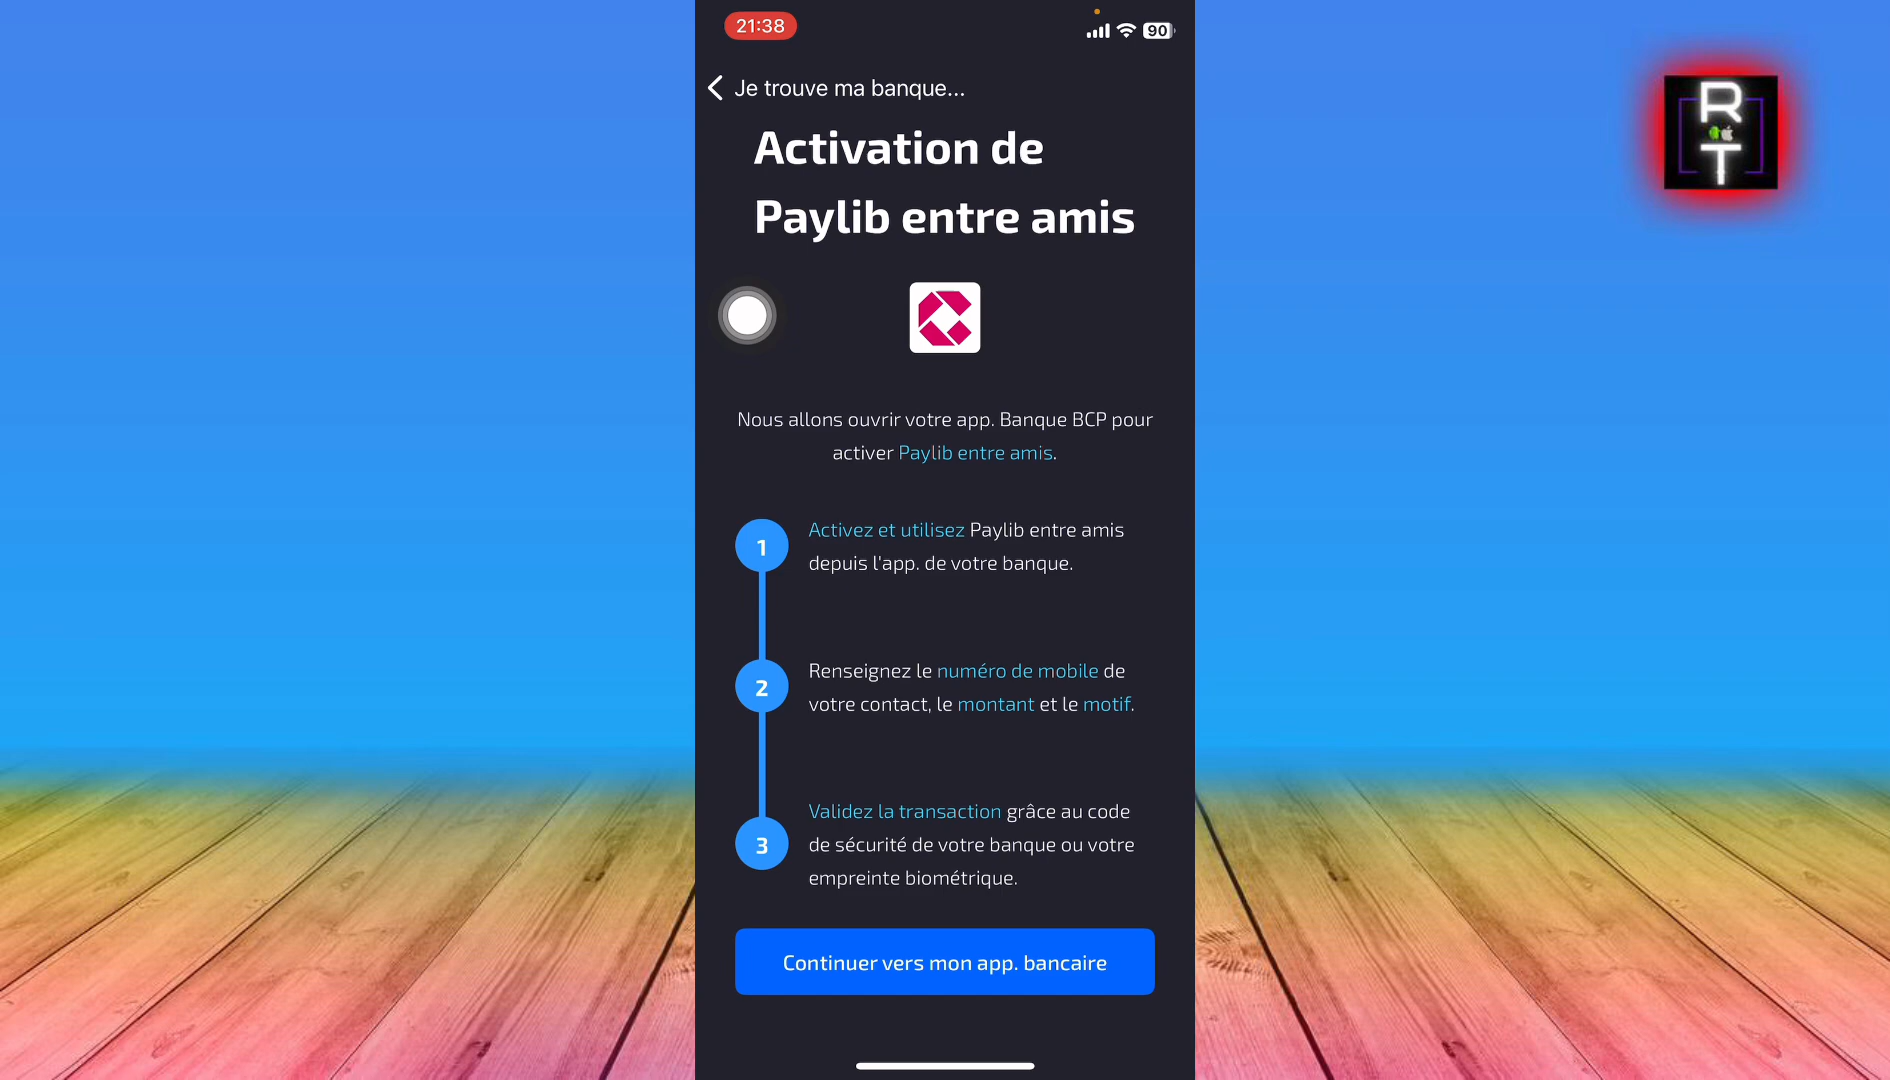 21:38
90
Je trouve ma banque...
Activation de
Paylib entre amis
Nous allons ouvrir votre app. Banque BCP pour
activer Paylib entre amis.
1
Activez et utilisez Paylib entre amis
depuis l'app. de votre banque.
2
Renseignez le numéro de mobile de
votre contact, le montant et le motif.
3
Validez la transaction grâce au code
de sécurité de votre banque ou votre
empreinte biométrique.
Continuer vers mon app. bancaire
R
T